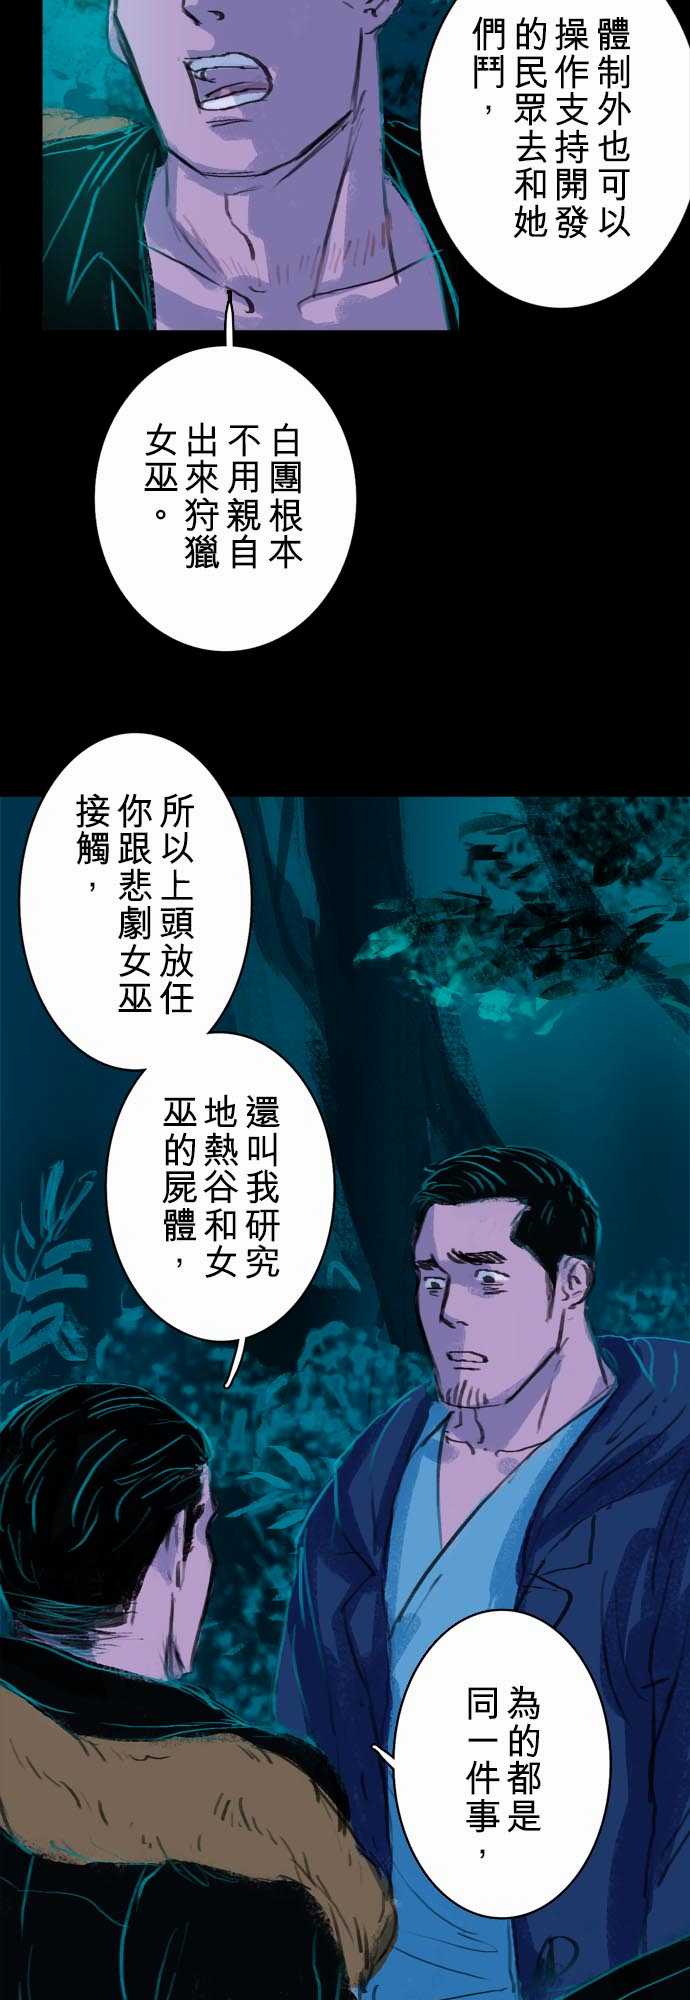 體制外也可以
操作支持開發
的民眾去和她
們鬥，
白團根本
不用親自
出來狩獵
女巫。
所以上頭放任
你跟悲劇女巫
接觸，
還叫我研究
地熱谷和女
巫的屍體，
為的都是
同一件事，